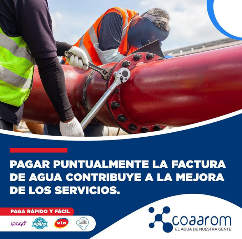 PAGAR PUNTUALMENTE LA FACTURA
DE AGUA CONTRIBUYE A LA MEJORA
DE LOS SERVICIOS.
PAGA RÁPIDO Y FÁCIL
coaarom
EL AGUA DE NUESTRA GENTE